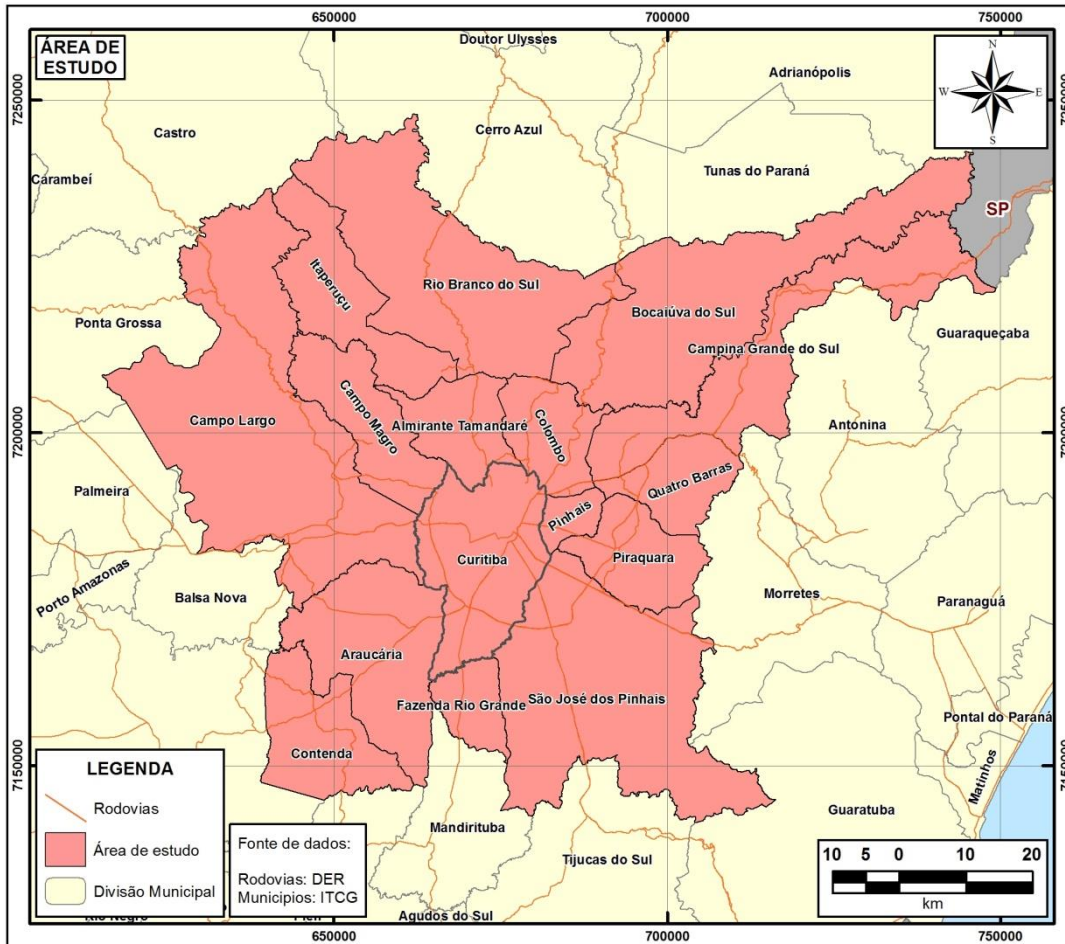 650000
700000
750000
ÁREA DE
ESTUDO
Doutor Ulysses
Adrianópolis
N
W
E
S
7250000
7250000
Castro
Cerro Azul
Carambeí
Tunas do Paraná
SP
Itaperuçu
Rio Branco do Sul
Bocaiúva do Sul
Ponta Grossa
Guaraqueçaba
Campina Grande do Sul
Campo Largo
Campo Magro
Almirante Tamandaré
Colombo
Antonina
7200000
7200000
Quatro Barras
Palmeira
Pinhais
Curitiba
Piraquara
Porto Amazonas
Balsa Nova
Morretes
Paranaguá
Araucária
Fazenda Rio Grande
São José dos Pinhais
Pontal do Paraná
Contenda
7150000
7150000
Matinhos
LEGENDA
Rodovias
Área de estudo
Divisão Municipal
Fonte de dados:
Rodovias: DER
Municipios: ITCG
Mandirituba
Guaratuba
Tijucas do Sul
Agudos do Sul
Rio Negro
10 5 0 10 20
km
650000
700000
750000